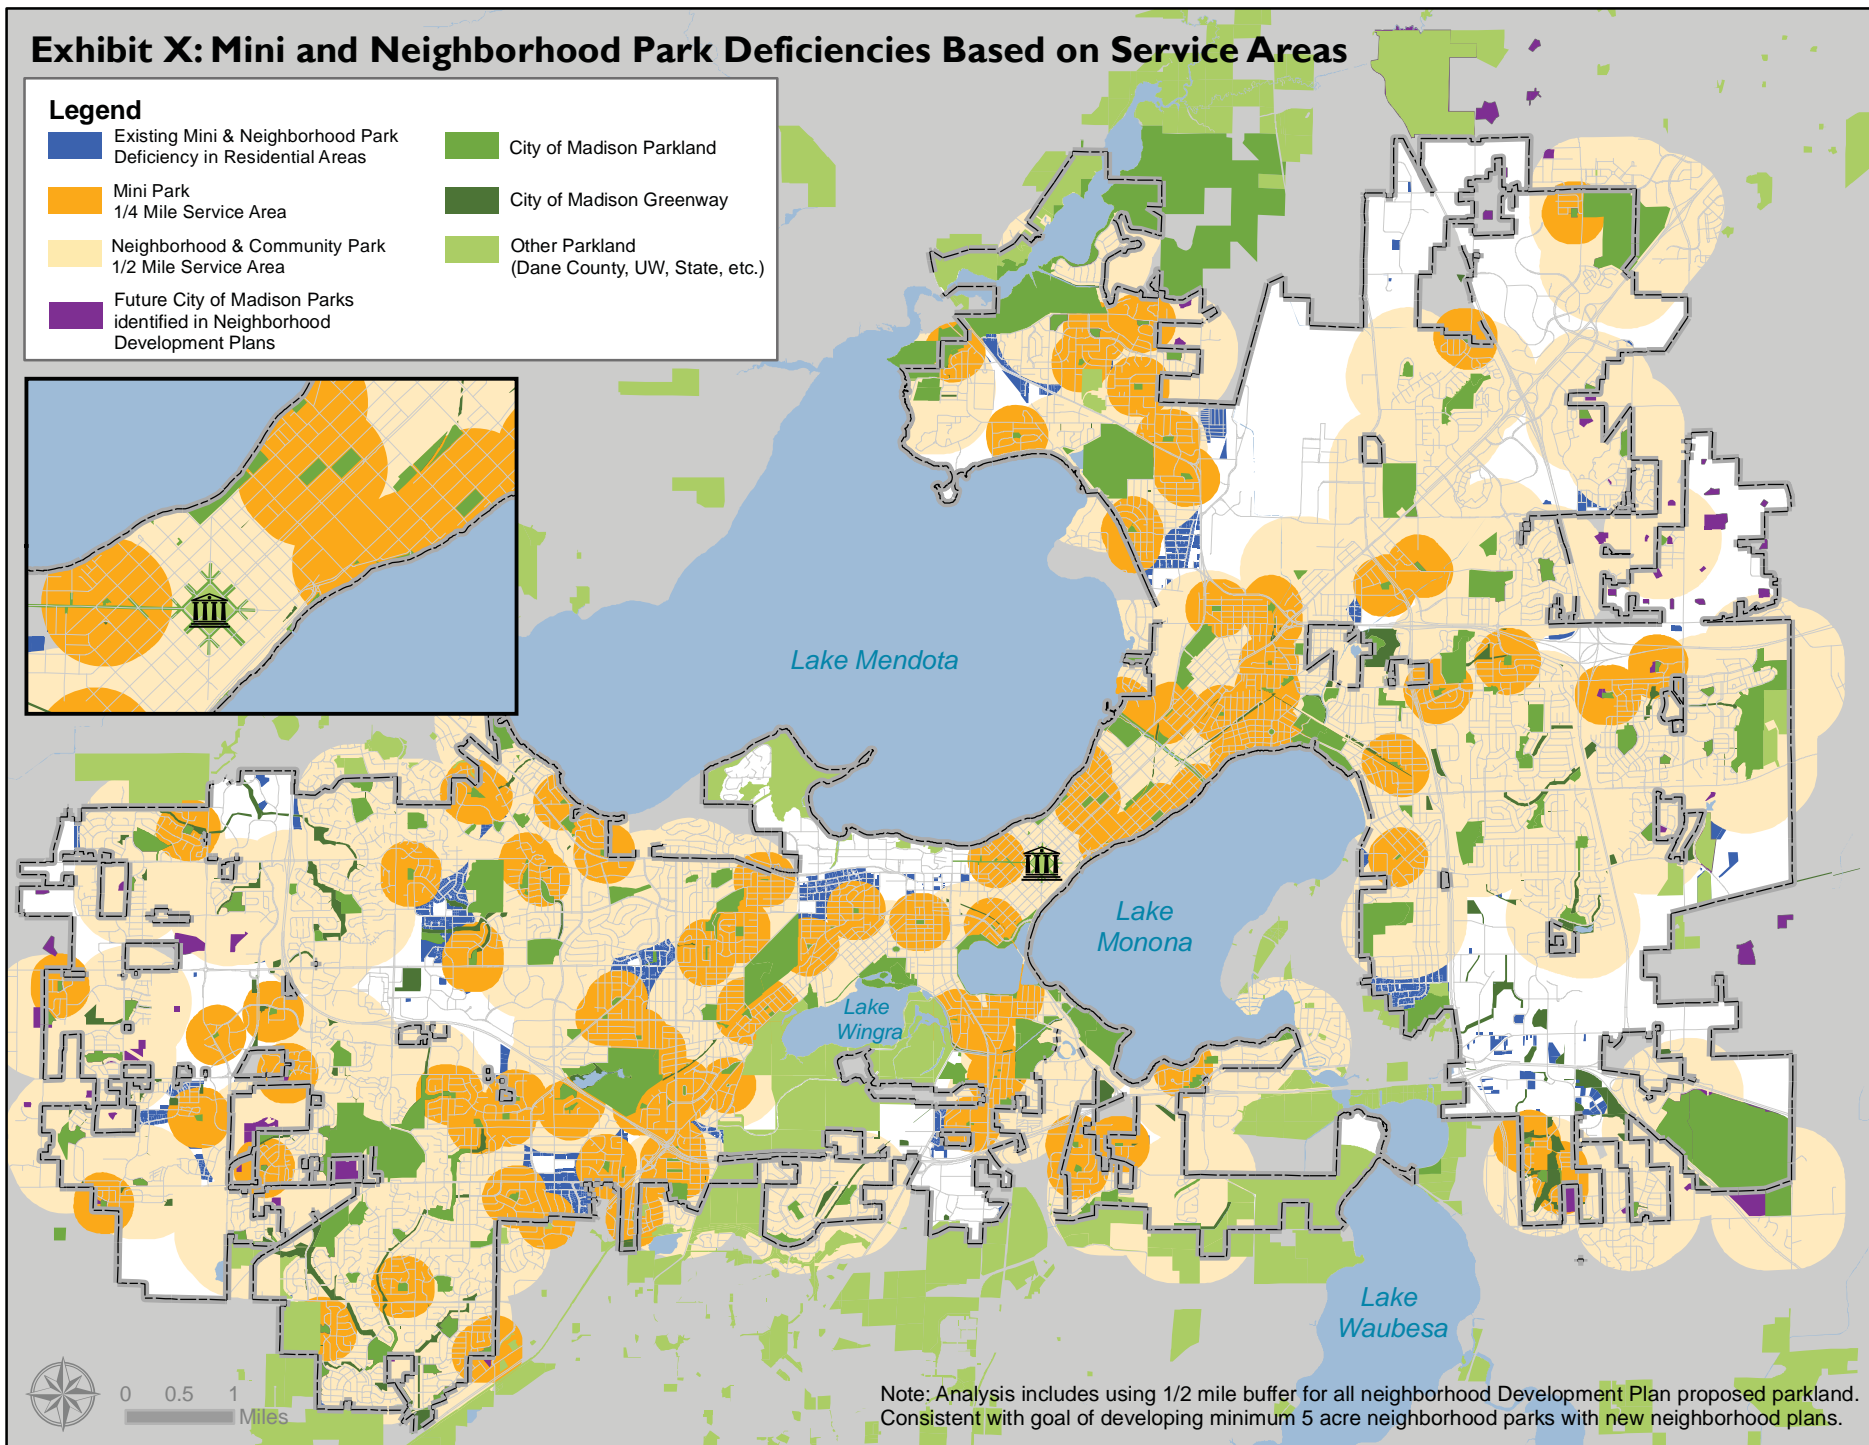 Exhibit X: Mini and Neighborhood Park Deficiencies Based on Service Areas
Legend
Existing Mini & Neighborhood Park
Deficiency in Residential Areas
Mini Park
1/4 Mile Service Area
Neighborhood & Community Park
1/2 Mile Service Area
Future City of Madison Parks
identified in Neighborhood
Development Plans
City of Madison Parkland
City of Madison Greenway
Other Parkland
(Dane County, UW, State, etc.)
Lake Mendota
Lake
Monona
Lake
Wingra
Lake
Waubesa
0 0.5 1
Miles
Note: Analysis includes using 1/2 mile buffer for all neighborhood Development Plan proposed parkland.
Consistent with goal of developing minimum 5 acre neighborhood parks with new neighborhood plans.